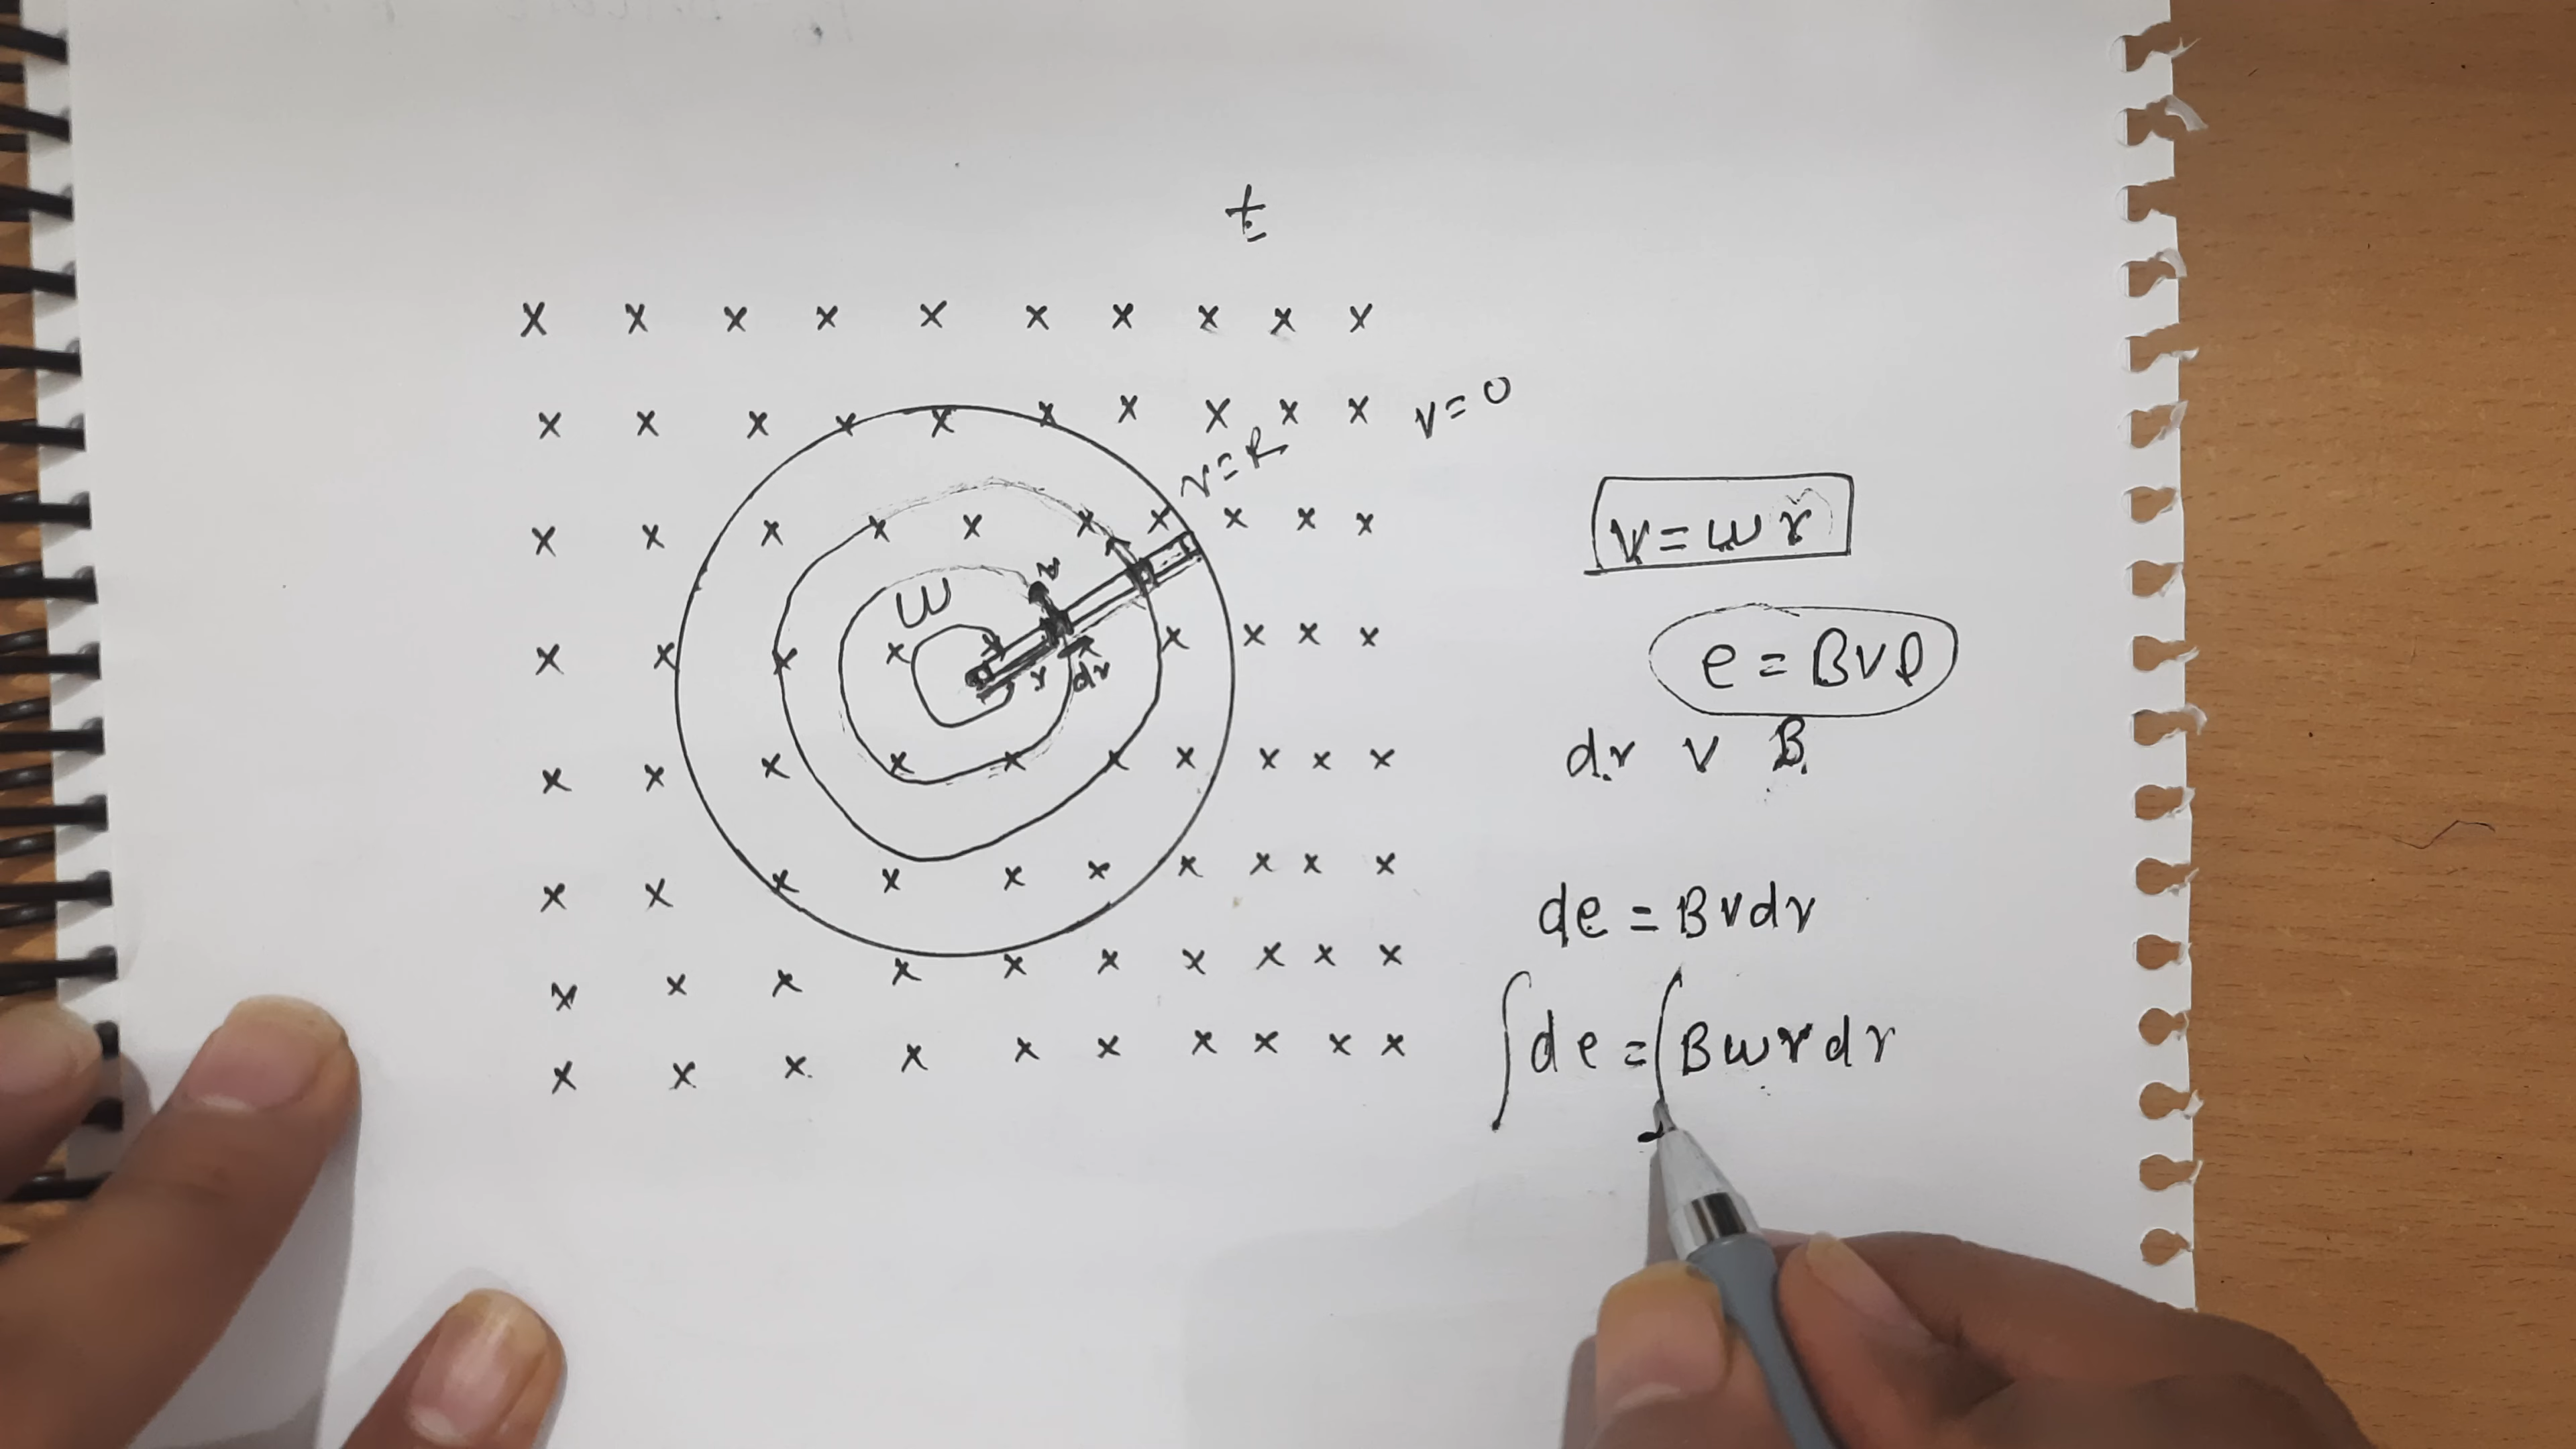 t
v=0
r=R
v=ωr
ω
v
e=Bvl
r dr
dr v B
de=Bvdr
∫de=∫Bωrdr